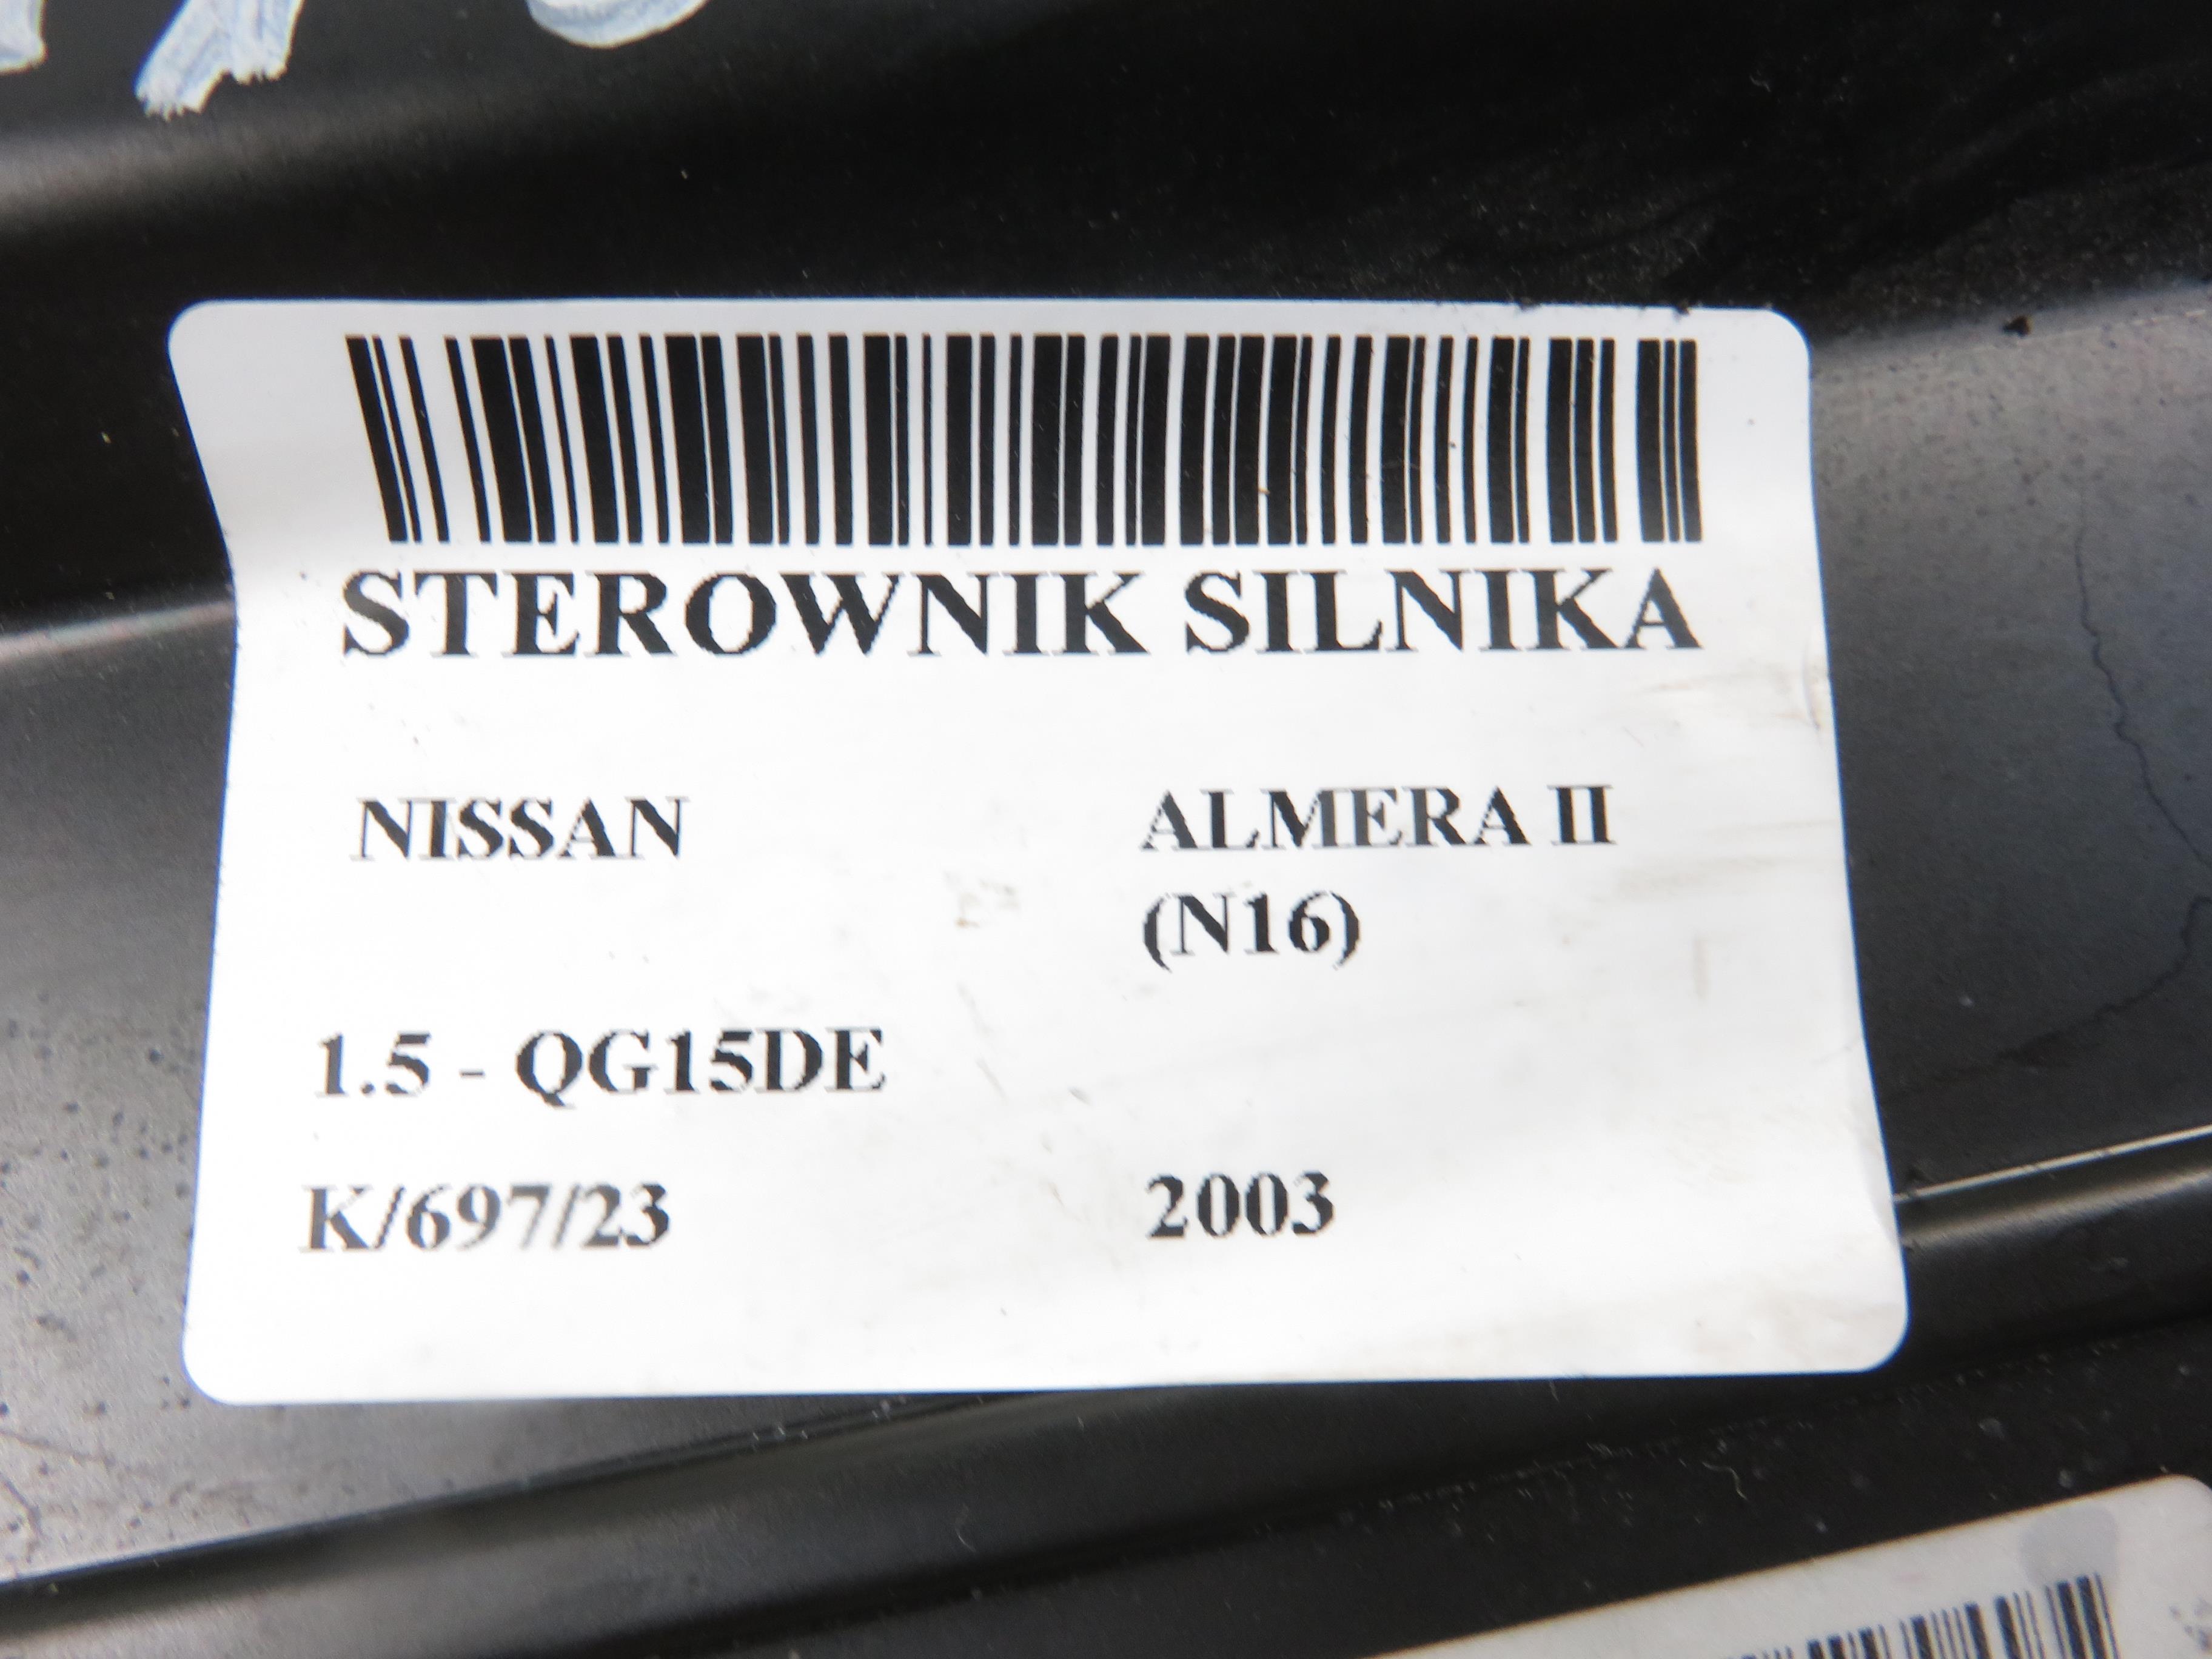 STEROWNIK SILNIKA
NISSAN ALMERA II
(N16)
1.5 - QG15DE
K/697/23 2003